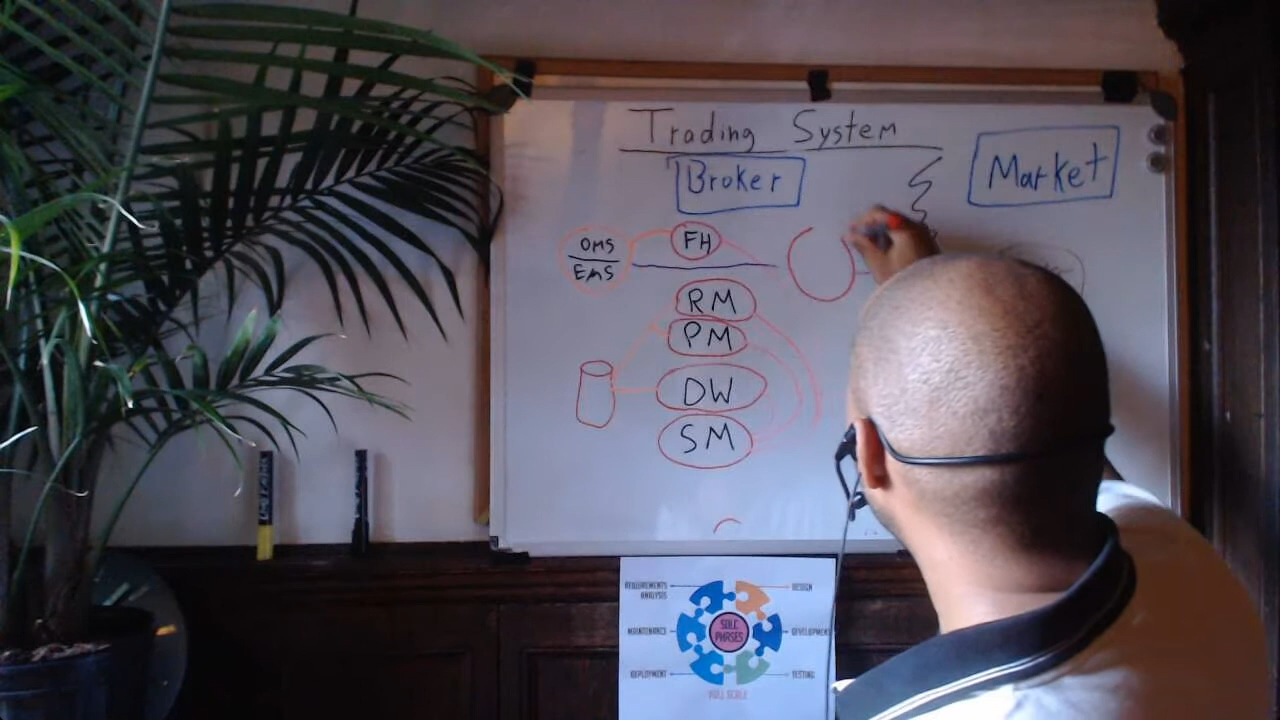 Trading System
Broker
Market
OMS
EMS
FH
RM
PM
DW
SM
REQUIREMENTS
ANALYSIS
DESIGN
SDLC
PHASES
MAINTENANCE
DEVELOPMENT
DEPLOYMENT
TESTING